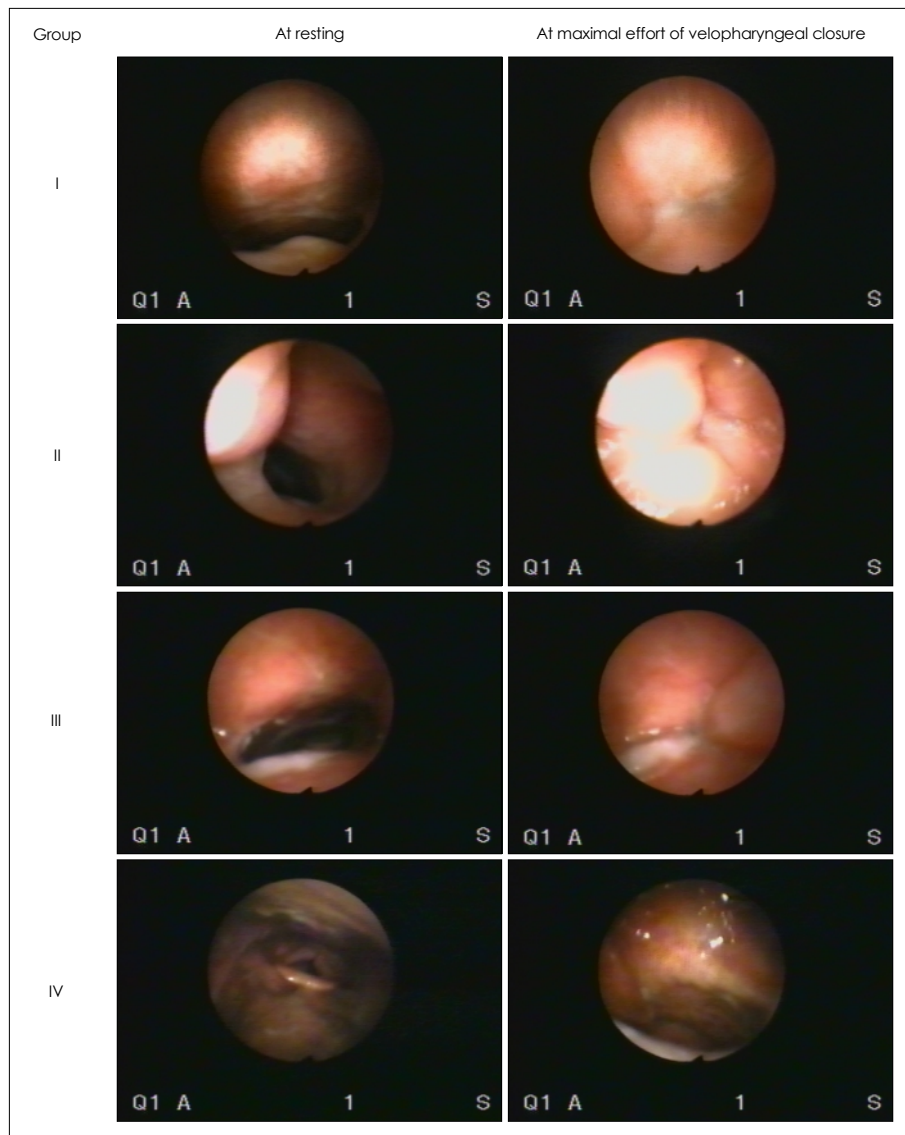 Group At resting At maximal effort of velopharyngeal closure
I
Q1 A 1 S Q1 A 1 S
II
Q1 A 1 S Q1 A 1 S
III
Q1 A 1 S Q1 A 1 S
IV
Q1 A 1 S Q1 A 1 S